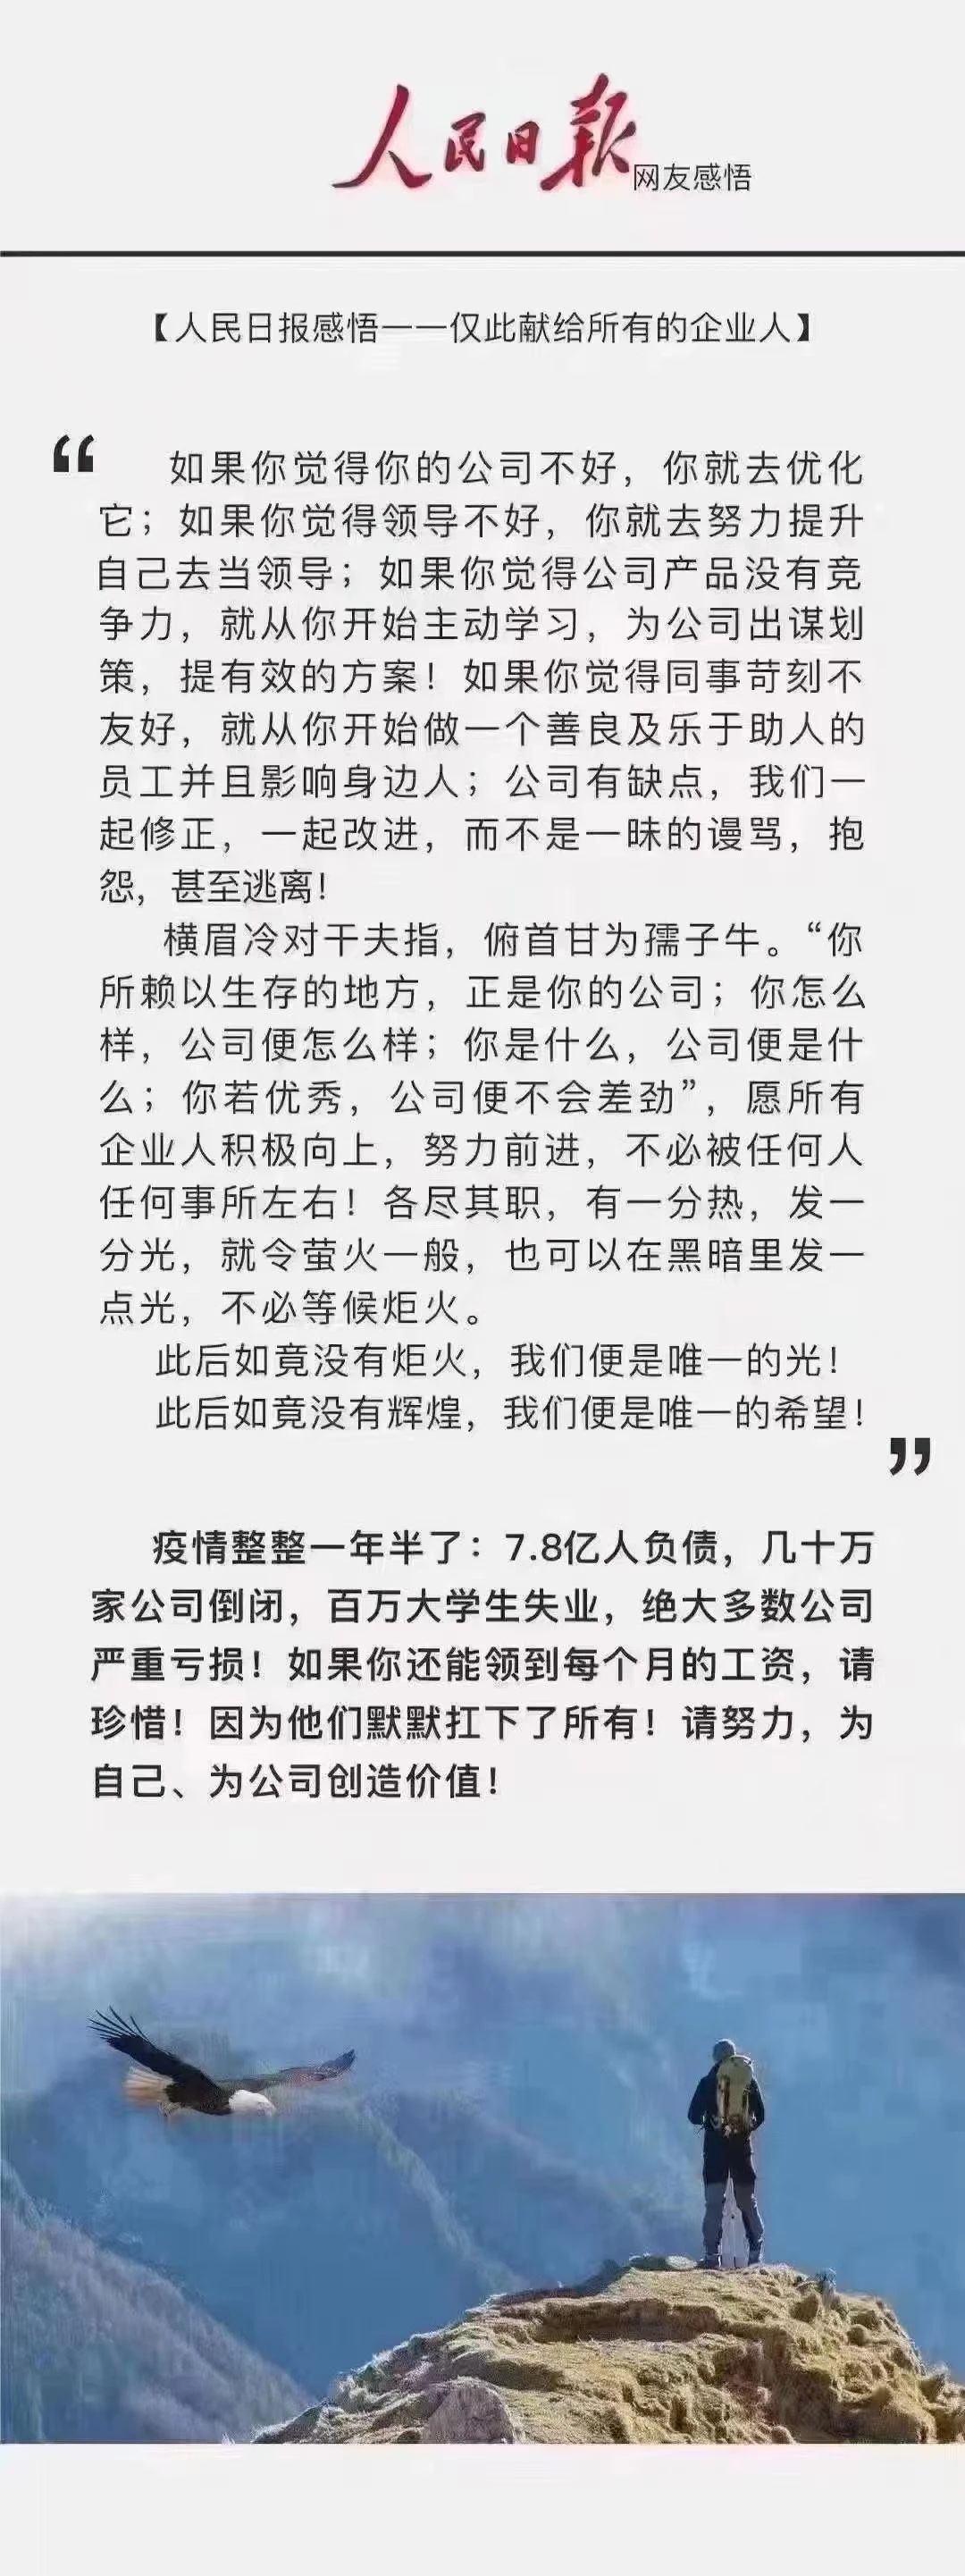 人民日报网友感悟
【人民日报感悟一一仅此献给所有的企业人】
“ 如果你觉得你的公司不好，你就去优化
它；如果你觉得领导不好，你就去努力提升
自己去当领导；如果你觉得公司产品没有竞
争力，就从你开始主动学习，为公司出谋划
策，提有效的方案！如果你觉得同事苛刻不
友好，就从你开始做一个善良及乐于助人的
员工并且影响身边人；公司有缺点，我们一
起修正，一起改进，而不是一昧的谩骂，抱
怨，甚至逃离！
横眉冷对干夫指，俯首甘为孺子牛。“你
所赖以生存的地方，正是你的公司；你怎么
样，公司便怎么样；你是什么，公司便是什
么；你若优秀，公司便不会差劲”，愿所有
企业人积极向上，努力前进，不必被任何人
任何事所左右！各尽其职，有一分热，发一
分光，就令萤火一般，也可以在黑暗里发一
点光，不必等候炬火。
此后如竟没有炬火，我们便是唯一的光！
此后如竟没有辉煌，我们便是唯一的希望！
”
疫情整整一年半了：7.8亿人负债，几十万
家公司倒闭，百万大学生失业，绝大多数公司
严重亏损！如果你还能领到每个月的工资，请
珍惜！因为他们默默扛下了所有！请努力，为
自己、为公司创造价值！